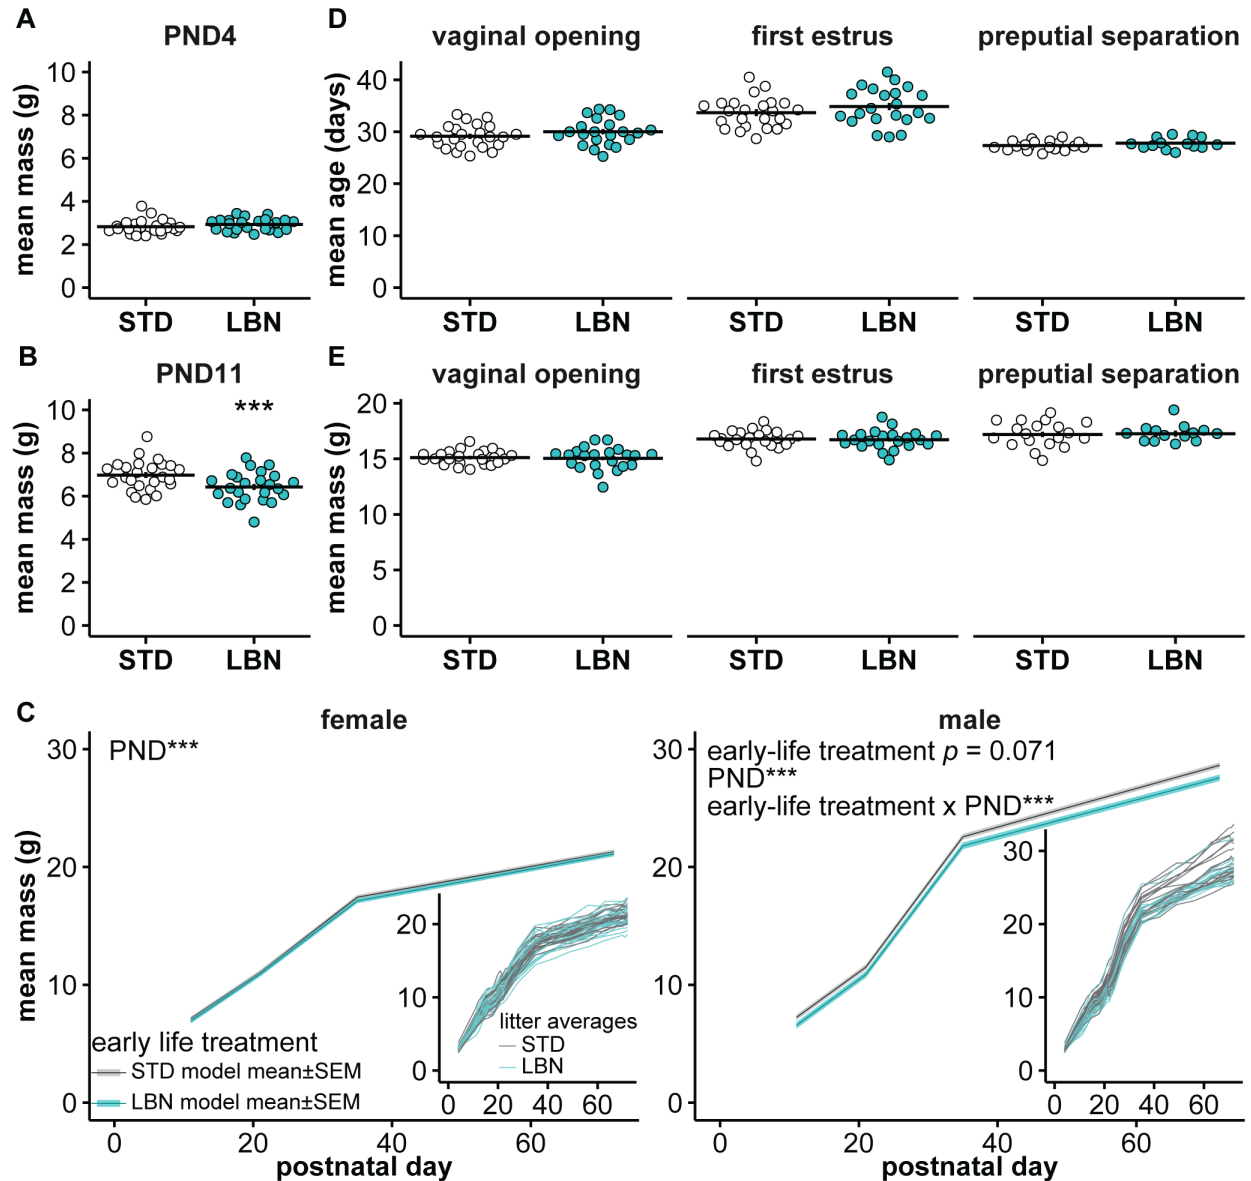 A
PND4
mean mass (g)
10
8
6
4
2
0
STD LBN
D
vaginal opening first estrus preputial separation
mean age (days)
40
30
20
10
0
STD LBN STD LBN STD LBN
B
PND11
***
mean mass (g)
10
8
6
4
2
0
STD LBN
E
vaginal opening first estrus preputial separation
mean mass (g)
20
15
10
5
0
STD LBN STD LBN STD LBN
C
female
PND***
mean mass (g)
30
20
10
0
early life treatment
STD model mean±SEM
LBN model mean±SEM
20
10
0
litter averages
STD
LBN
0 20 40 60
0 20 40 60
postnatal day
male
early-life treatment p = 0.071
PND***
early-life treatment x PND***
30
20
10
0
30
20
10
0
0 20 40 60
0 20 40 60
postnatal day